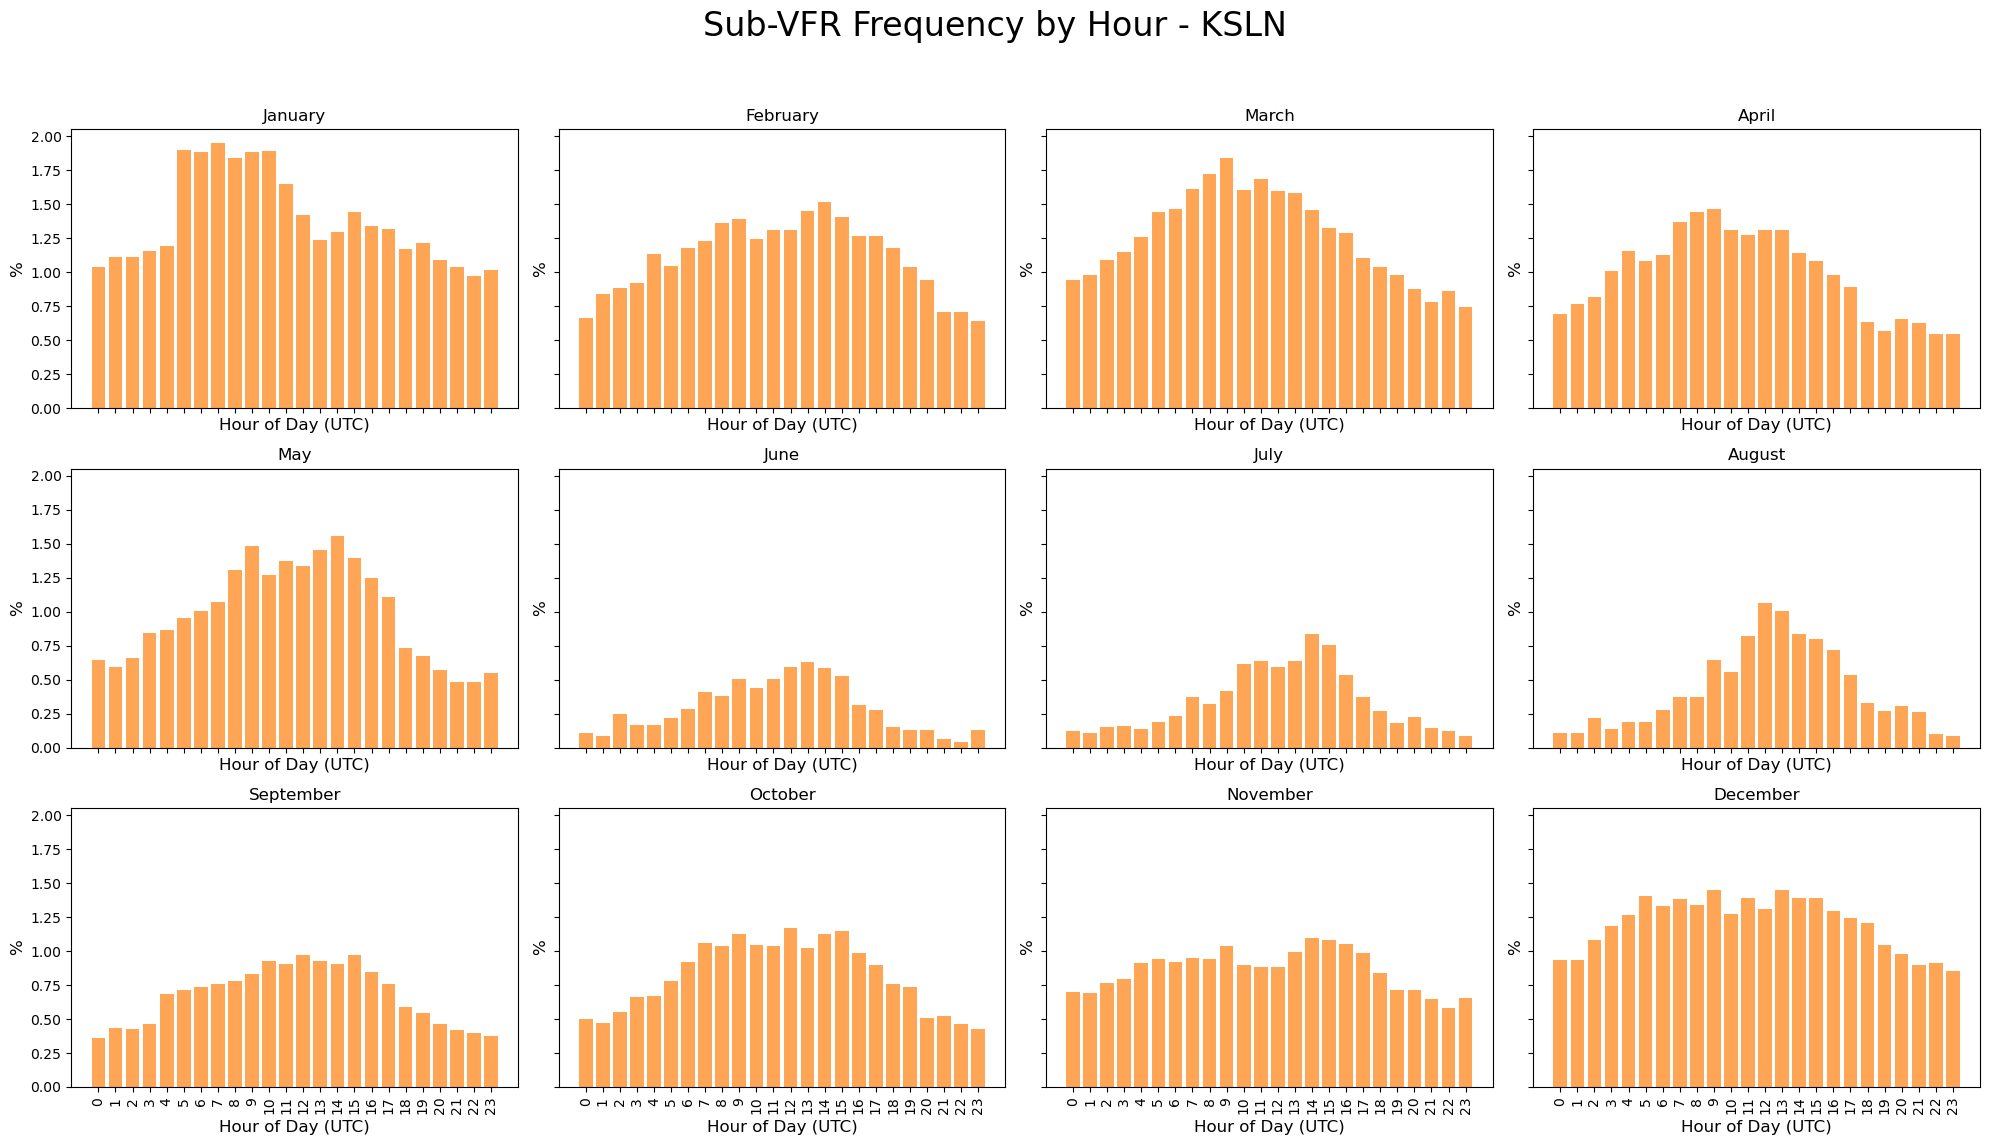 Sub-VFR Frequency by Hour - KSLN
January
February
March
April
2.00
1.75
1.50
1.25
1.00
0.75
0.50
0.25
0.00
%
%
%
%
Hour of Day (UTC)
Hour of Day (UTC)
Hour of Day (UTC)
Hour of Day (UTC)
May
June
July
August
2.00
1.75
1.50
1.25
1.00
0.75
0.50
0.25
0.00
%
%
%
%
Hour of Day (UTC)
Hour of Day (UTC)
Hour of Day (UTC)
Hour of Day (UTC)
September
October
November
December
2.00
1.75
1.50
1.25
1.00
0.75
0.50
0.25
0.00
%
%
%
%
0 1 2 3 4 5 6 7 8 9 10 11 12 13 14 15 16 17 18 19 20 21 22 23
0 1 2 3 4 5 6 7 8 9 10 11 12 13 14 15 16 17 18 19 20 21 22 23
0 1 2 3 4 5 6 7 8 9 10 11 12 13 14 15 16 17 18 19 20 21 22 23
0 1 2 3 4 5 6 7 8 9 10 11 12 13 14 15 16 17 18 19 20 21 22 23
Hour of Day (UTC)
Hour of Day (UTC)
Hour of Day (UTC)
Hour of Day (UTC)